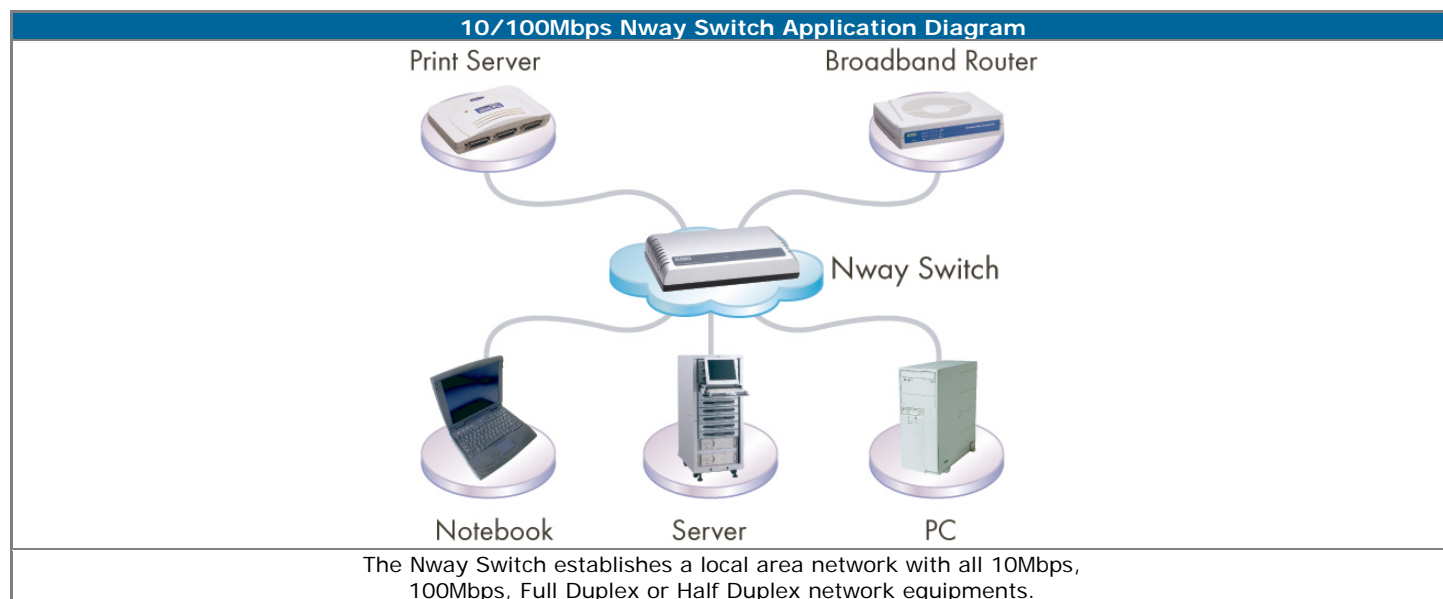 10/100Mbps Nway Switch Application Diagram
Print Server
Broadband Router
Nway Switch
Notebook
Server
PC
The Nway Switch establishes a local area network with all 10Mbps,
100Mbps, Full Duplex or Half Duplex network equipments.